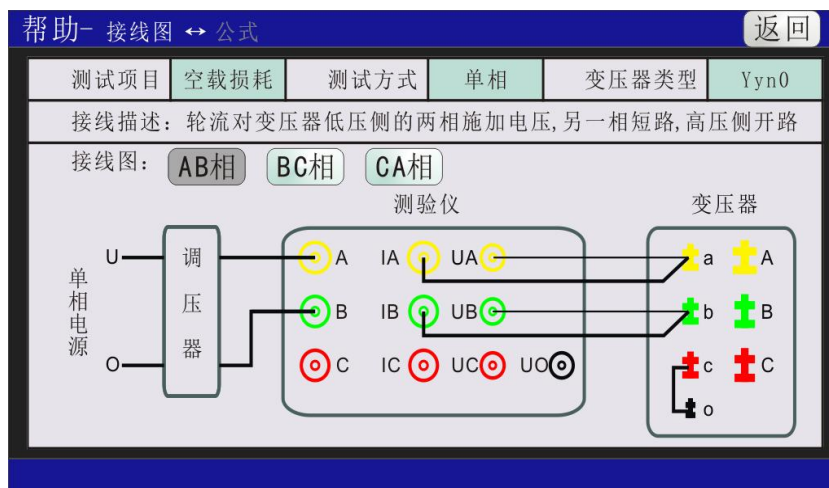 帮助- 接线图 ↔ 公式 返回
测试项目 空载损耗 测试方式 单相 变压器类型 Yyn0
接线描述: 轮流对变压器低压侧的两相施加电压,另一相短路,高压侧开路
接线图: AB相 BC相 CA相
测验仪 变压器
单相电源
U
O
调压器
A IA UA
B IB UB
C IC UC UO
a A
b B
c C
o